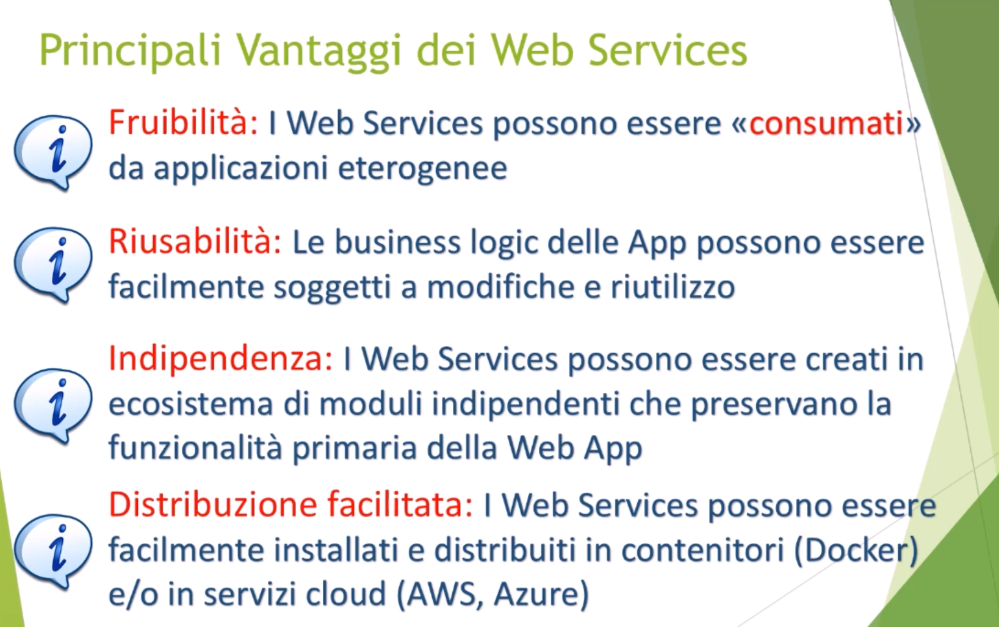 Principali Vantaggi dei Web Services
Fruibilità: I Web Services possono essere «consumati»
da applicazioni eterogenee
Riusabilità: Le business logic delle App possono essere
facilmente soggetti a modifiche e riutilizzo
Indipendenza: I Web Services possono essere creati in
ecosistema di moduli indipendenti che preservano la
funzionalità primaria della Web App
Distribuzione facilitata: I Web Services possono essere
facilmente installati e distribuiti in contenitori (Docker)
e/o in servizi cloud (AWS, Azure)